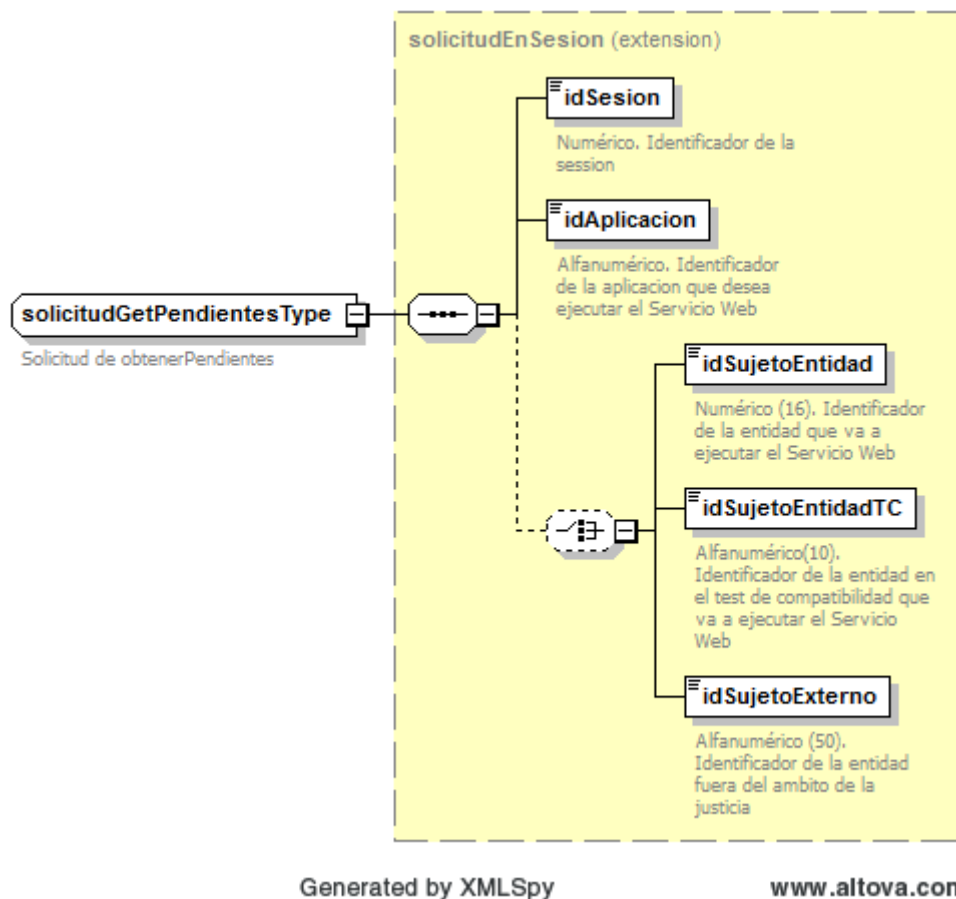 solicitudEnSesion (extension)
idSesion
Numérico. Identificador de la
session
idAplicacion
Alfanumérico. Identificador
de la aplicacion que desea
ejecutar el Servicio Web
solicitudGetPendientesType
Solicitud de obtenerPendientes
idSujetoEntidad
Numérico (16). Identificador
de la entidad que va a
ejecutar el Servicio Web
idSujetoEntidadTC
Alfanumérico(10).
Identificador de la entidad en
el test de compatibilidad que
va a ejecutar el Servicio
Web
idSujetoExterno
Alfanumérico (50).
Identificador de la entidad
fuera del ambito de la
justicia
Generated by XMLSpy
www.altova.com